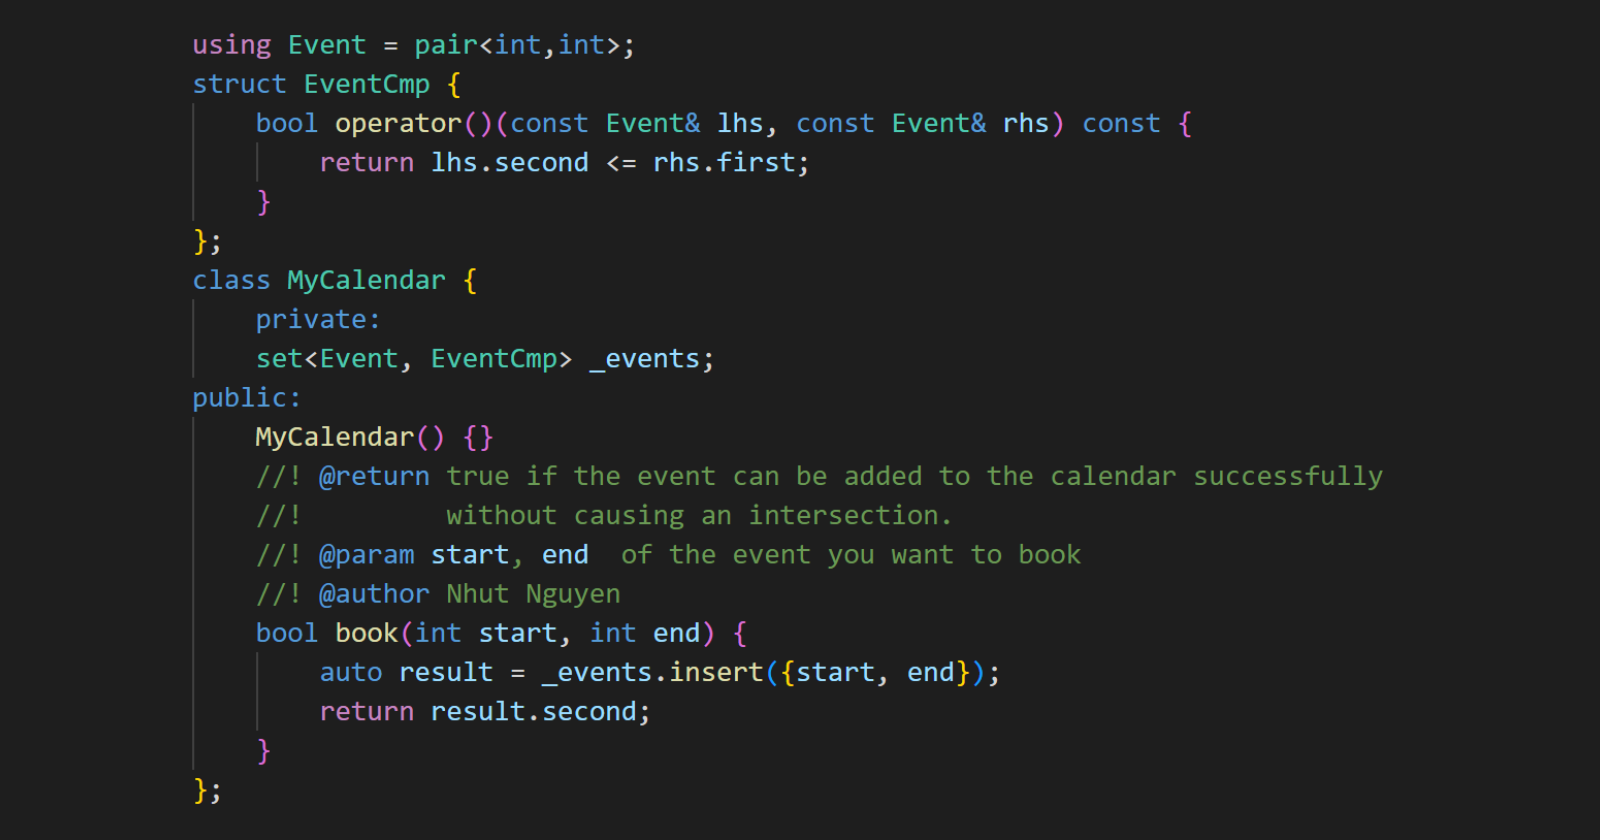 using Event = pair<int,int>;
struct EventCmp {
    bool operator()(const Event& lhs, const Event& rhs) const {
        return lhs.second <= rhs.first;
    }
};
class MyCalendar {
    private:
    set<Event, EventCmp> _events;
public:
    MyCalendar() {}
    //! @return true if the event can be added to the calendar successfully
    //!         without causing an intersection.
    //! @param start, end  of the event you want to book
    //! @author Nhut Nguyen
    bool book(int start, int end) {
        auto result = _events.insert({start, end});
        return result.second;
    }
};